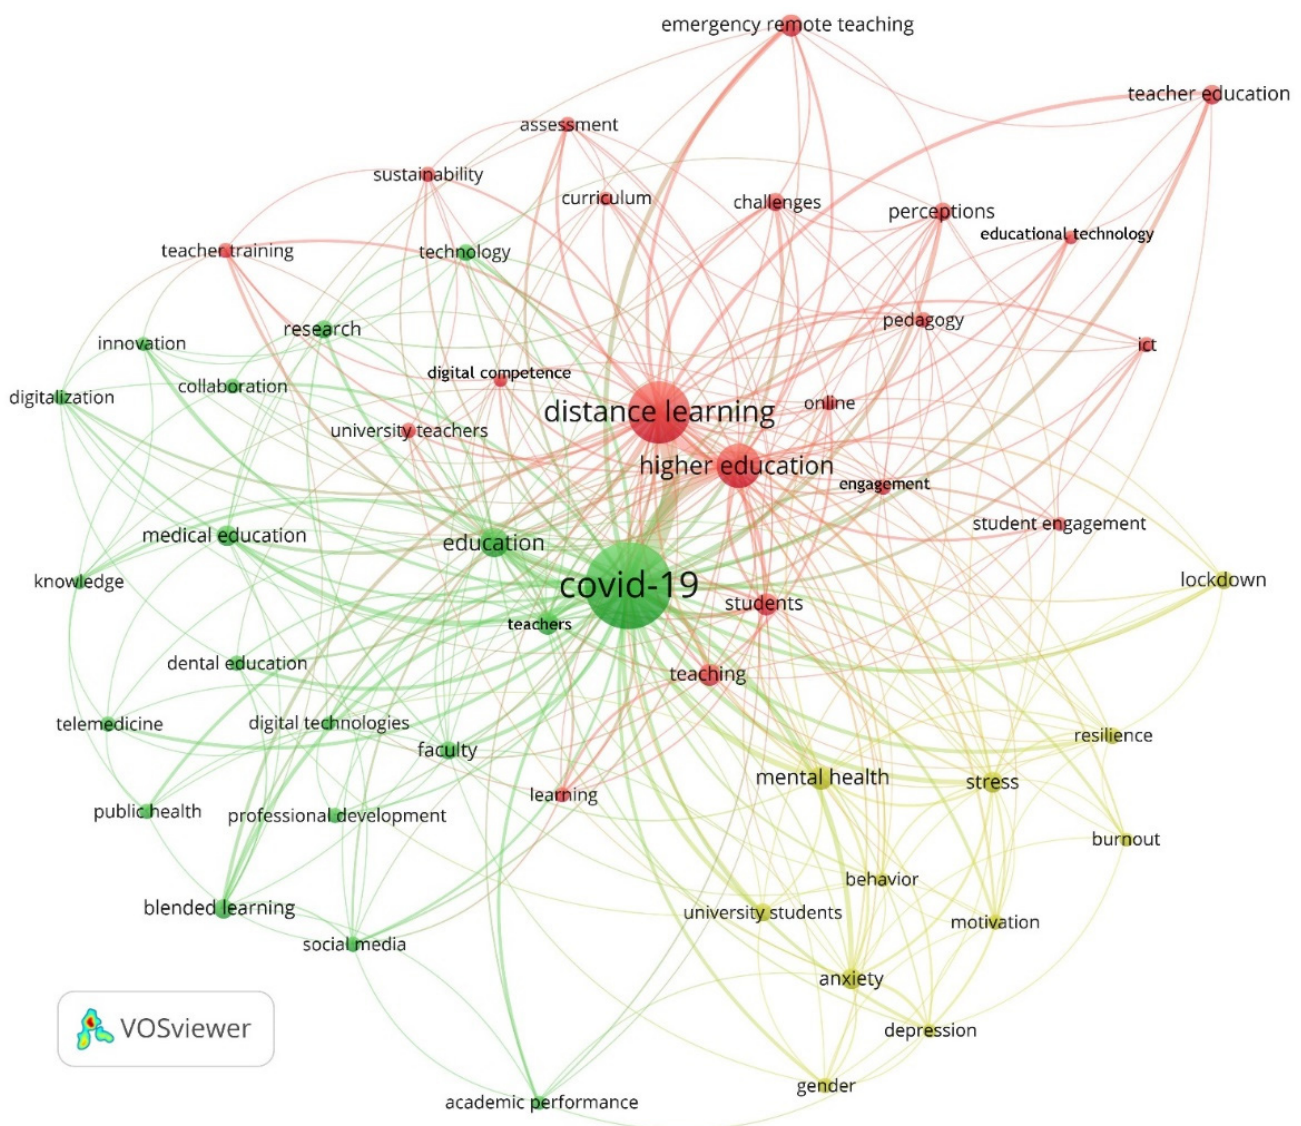 emergency remote teaching
teacher education
assessment
sustainability
curriculum
challenges
perceptions
educational technology
teacher training
technology
pedagogy
research
innovation
ict
digital competence
collaboration
digitalization
distance learning
online
university teachers
higher education
engagement
student engagement
medical education
education
knowledge
covid-19
lockdown
students
teachers
dental education
teaching
telemedicine
digital technologies
faculty
resilience
mental health
stress
learning
public health
professional development
burnout
behavior
blended learning
university students
motivation
social media
anxiety
VOSviewer
depression
gender
academic performance